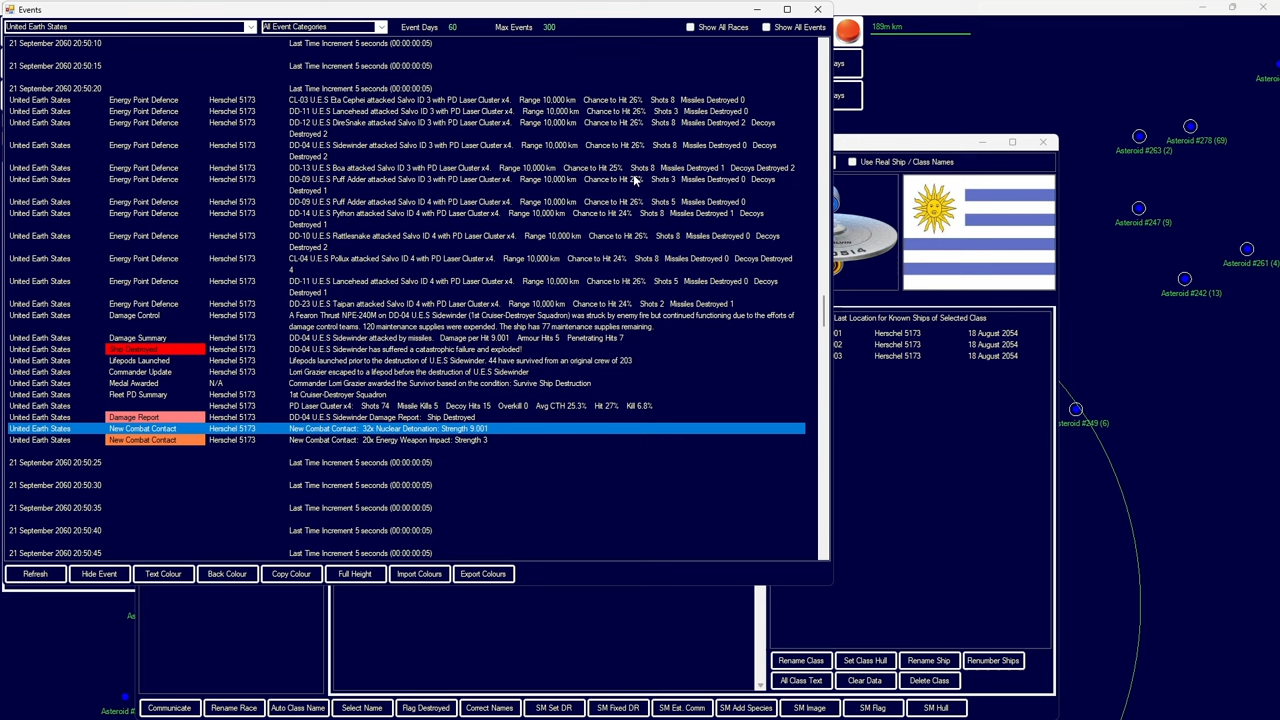 Events
United Earth States All Event Categories Event Days 60 Max Events 300 Show All Races Show All Events
21 September 2060 20:50:10 Last Time Increment 5 seconds (00:00:00:05)
21 September 2060 20:50:15 Last Time Increment 5 seconds (00:00:00:05)
21 September 2060 20:50:20 Last Time Increment 5 seconds (00:00:00:05)
United Earth States Energy Point Defence Herschel 5173 CL-03 U.E.S Eta Cephei attacked Salvo ID 3 with PD Laser Cluster x4. Range 10,000 km Chance to Hit 26% Shots 8 Missiles Destroyed 0
United Earth States Energy Point Defence Herschel 5173 DD-11 U.E.S Lancehead attacked Salvo ID 3 with PD Laser Cluster x4. Range 10,000 km Chance to Hit 26% Shots 3 Missiles Destroyed 0
United Earth States Energy Point Defence Herschel 5173 DD-12 U.E.S DireSnake attacked Salvo ID 3 with PD Laser Cluster x4. Range 10,000 km Chance to Hit 26% Shots 8 Missiles Destroyed 2 Decoys
Destroyed 2
United Earth States Energy Point Defence Herschel 5173 DD-04 U.E.S Sidewinder attacked Salvo ID 3 with PD Laser Cluster x4. Range 10,000 km Chance to Hit 26% Shots 8 Missiles Destroyed 0 Decoys
Destroyed 2
United Earth States Energy Point Defence Herschel 5173 DD-13 U.E.S Boa attacked Salvo ID 3 with PD Laser Cluster x4. Range 10,000 km Chance to Hit 25% Shots 8 Missiles Destroyed 1 Decoys Destroyed 2
United Earth States Energy Point Defence Herschel 5173 DD-09 U.E.S Puff Adder attacked Salvo ID 3 with PD Laser Cluster x4. Range 10,000 km Chance to Hit Shots 3 Missiles Destroyed 0 Decoys
Destroyed 1
United Earth States Energy Point Defence Herschel 5173 DD-09 U.E.S Puff Adder attacked Salvo ID 4 with PD Laser Cluster x4. Range 10,000 km Chance to Hit 26% Shots 5 Missiles Destroyed 0
United Earth States Energy Point Defence Herschel 5173 DD-14 U.E.S Python attacked Salvo ID 4 with PD Laser Cluster x4. Range 10,000 km Chance to Hit 24% Shots 8 Missiles Destroyed 1 Decoys
Destroyed 1
United Earth States Energy Point Defence Herschel 5173 DD-10 U.E.S Rattlesnake attacked Salvo ID 4 with PD Laser Cluster x4. Range 10,000 km Chance to Hit 26% Shots 8 Missiles Destroyed 0 Decoys
Destroyed 2
United Earth States Energy Point Defence Herschel 5173 CL-04 U.E.S Pollux attacked Salvo ID 4 with PD Laser Cluster x4. Range 10,000 km Chance to Hit 24% Shots 8 Missiles Destroyed 0 Decoys Destroyed
4
United Earth States Energy Point Defence Herschel 5173 DD-11 U.E.S Lancehead attacked Salvo ID 4 with PD Laser Cluster x4. Range 10,000 km Chance to Hit 26% Shots 5 Missiles Destroyed 0 Decoys
Destroyed 1
United Earth States Energy Point Defence Herschel 5173 DD-23 U.E.S Taipan attacked Salvo ID 4 with PD Laser Cluster x4. Range 10,000 km Chance to Hit 24% Shots 2 Missiles Destroyed 1
United Earth States Damage Control Herschel 5173 A Fearon Thrust NPE-240M on DD-04 U.E.S Sidewinder (1st Cruiser-Destroyer Squadron) was struck by enemy fire but continued functioning due to the efforts of
damage control teams. 120 maintenance supplies were expended. The ship has 77 maintenance supplies remaining.
United Earth States Damage Summary Herschel 5173 DD-04 U.E.S Sidewinder attacked by missiles. Damage per Hit 9.001 Armour Hits 5 Penetrating Hits 7
United Earth States Ship Destroyed Herschel 5173 DD-04 U.E.S Sidewinder has suffered a catastrophic failure and exploded!
United Earth States Lifepods Launched Herschel 5173 Lifepods launched prior to the destruction of U.E.S Sidewinder. 44 have survived from an original crew of 203
United Earth States Commander Update Herschel 5173 Lorri Grazier escaped to a lifepod before the destruction of U.E.S Sidewinder
United Earth States Medal Awarded N/A Commander Lorri Grazier awarded the Survivor based on the condition: Survive Ship Destruction
United Earth States Fleet PD Summary Herschel 5173 1st Cruiser-Destroyer Squadron
United Earth States Herschel 5173 PD Laser Cluster x4: Shots 74 Missile Kills 5 Decoy Hits 15 Overkill 0 Avg CTH 25.3% Hit 27% Kill 6.8%
United Earth States Damage Report Herschel 5173 DD-04 U.E.S Sidewinder Damage Report: Ship Destroyed
United Earth States New Combat Contact Herschel 5173 New Combat Contact: 32x Nuclear Detonation: Strength 9.001
United Earth States New Combat Contact Herschel 5173 New Combat Contact: 20x Energy Weapon Impact: Strength 3
21 September 2060 20:50:25 Last Time Increment 5 seconds (00:00:00:05)
21 September 2060 20:50:30 Last Time Increment 5 seconds (00:00:00:05)
21 September 2060 20:50:35 Last Time Increment 5 seconds (00:00:00:05)
21 September 2060 20:50:40 Last Time Increment 5 seconds (00:00:00:05)
21 September 2060 20:50:45 Last Time Increment 5 seconds (00:00:00:05)
Refresh Hide Event Text Colour Back Colour Copy Colour Full Height Import Colours Export Colours
189m km
ays
ays
Use Real Ship / Class Names
Last Location for Known Ships of Selected Class
01 Herschel 5173 18 August 2054
02 Herschel 5173 18 August 2054
03 Herschel 5173 18 August 2054
Rename Class Set Class Hull Rename Ship Renumber Ships
All Class Text Clear Data Delete Class
Communicate Rename Race Auto Class Name Select Name Flag Destroyed Correct Names SM Set DR SM Fixed DR SM Est. Comm SM Add Species SM Image SM Flag SM Hull
Asteroi
Asteroid #278 (69)
Asteroid #263 (2)
Asteroid #247 (9)
Asteroid #261 (4)
Asteroid #242 (13)
steroid #249 (6)
As
Asteroid #